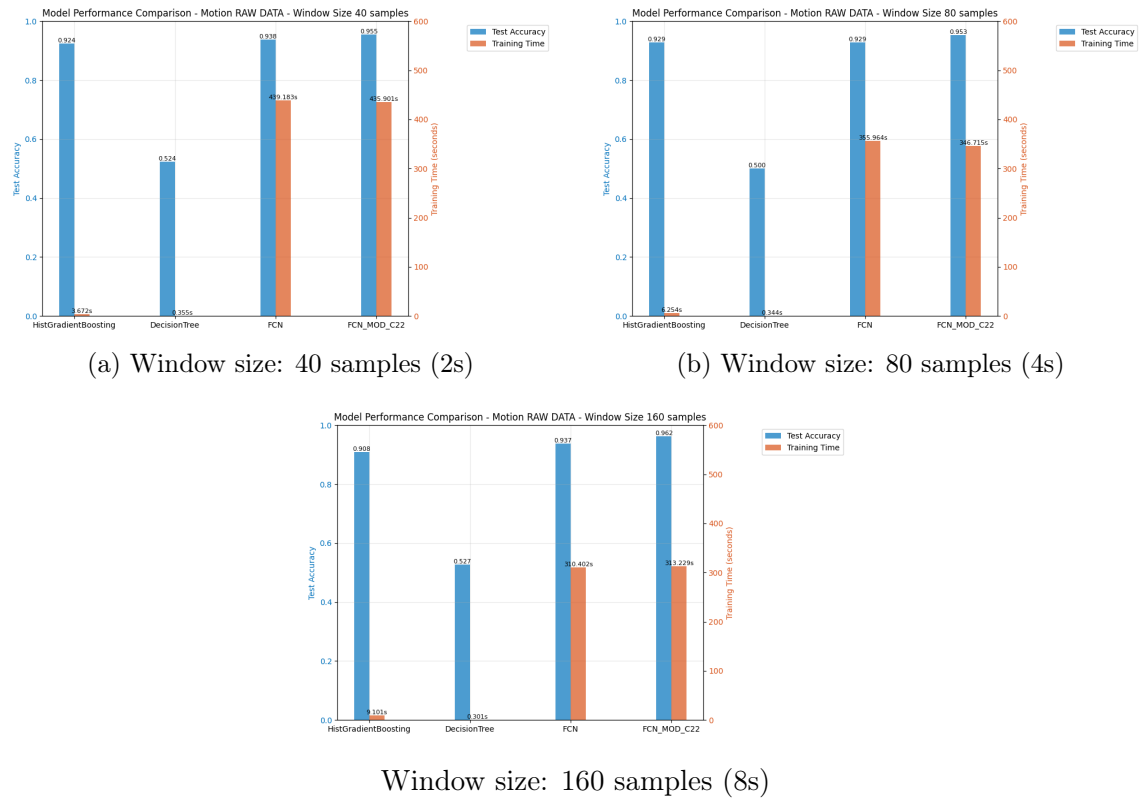 Model Performance Comparison - Motion RAW DATA - Window Size 40 samples
Test Accuracy
Training Time
1.0
0.8
0.6
0.4
0.2
0.0
Test Accuracy
600
500
400
300
200
100
0
Training Time (seconds)
0.924
3.672s
0.524
0.355s
0.938
439.183s
0.955
435.901s
HistGradientBoosting
DecisionTree
FCN
FCN_MOD_C22
(a) Window size: 40 samples (2s)
Model Performance Comparison - Motion RAW DATA - Window Size 80 samples
Test Accuracy
Training Time
1.0
0.8
0.6
0.4
0.2
0.0
Test Accuracy
600
500
400
300
200
100
0
Training Time (seconds)
0.929
6.254s
0.500
0.344s
0.929
355.964s
0.953
346.715s
HistGradientBoosting
DecisionTree
FCN
FCN_MOD_C22
(b) Window size: 80 samples (4s)
Model Performance Comparison - Motion RAW DATA - Window Size 160 samples
Test Accuracy
Training Time
1.0
0.8
0.6
0.4
0.2
0.0
Test Accuracy
600
500
400
300
200
100
0
Training Time (seconds)
0.908
9.101s
0.527
0.301s
0.937
310.402s
0.962
313.229s
HistGradientBoosting
DecisionTree
FCN
FCN_MOD_C22
Window size: 160 samples (8s)